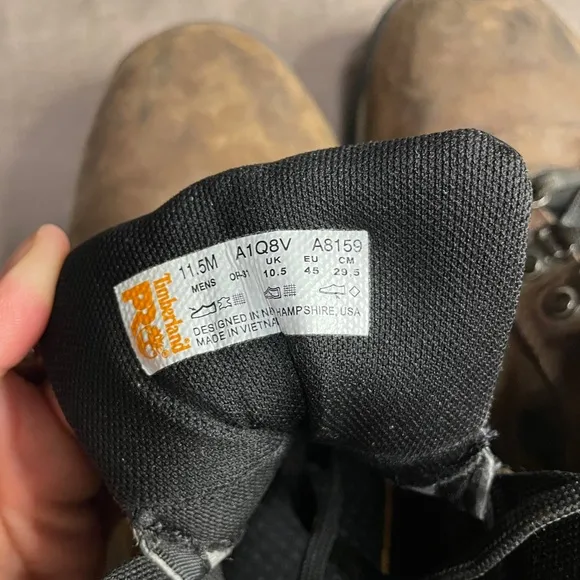 Timberland
PRO
11.5M A1Q8V A8159
MENS UK EU CM
10.5 45 29.5
DESIGNED IN NEW HAMPSHIRE, USA
MADE IN VIETNAM